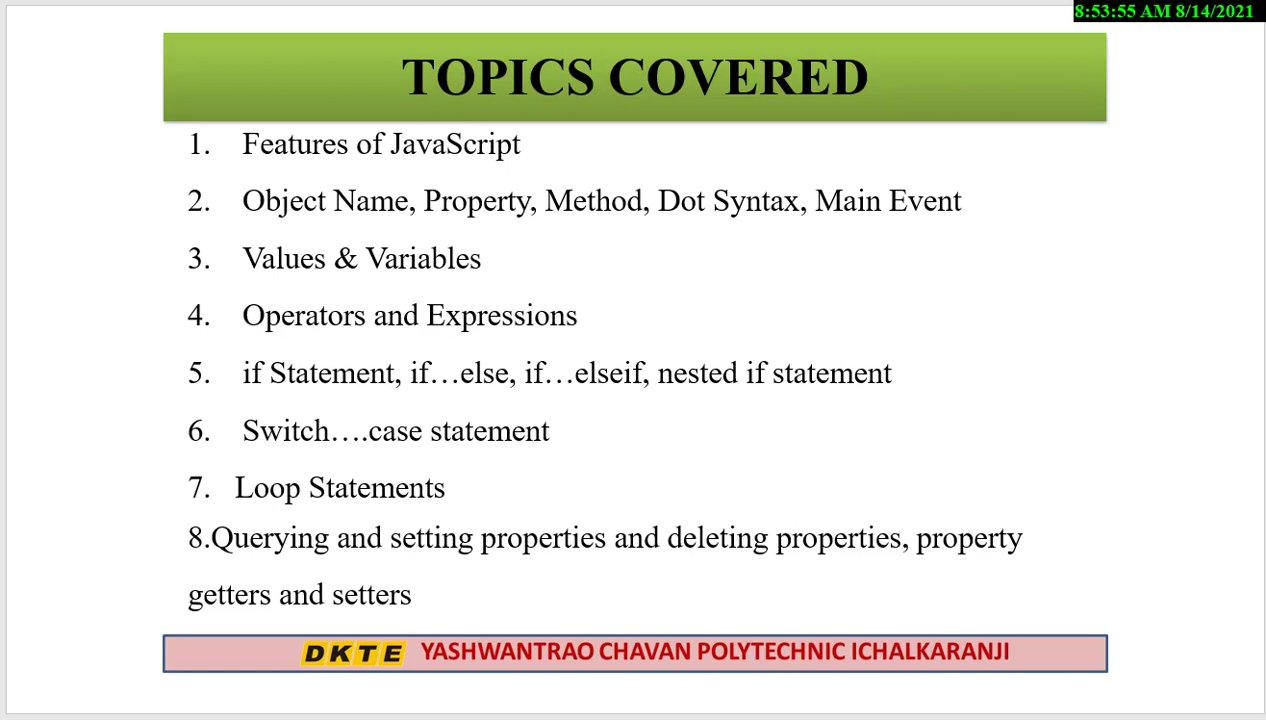 8:53:55 AM 8/14/2021
TOPICS COVERED
1. Features of JavaScript
2. Object Name, Property, Method, Dot Syntax, Main Event
3. Values & Variables
4. Operators and Expressions
5. if Statement, if…else, if…elseif, nested if statement
6. Switch….case statement
7. Loop Statements
8.Querying and setting properties and deleting properties, property
getters and setters
DKTE YASHWANTRAO CHAVAN POLYTECHNIC ICHALKARANJI